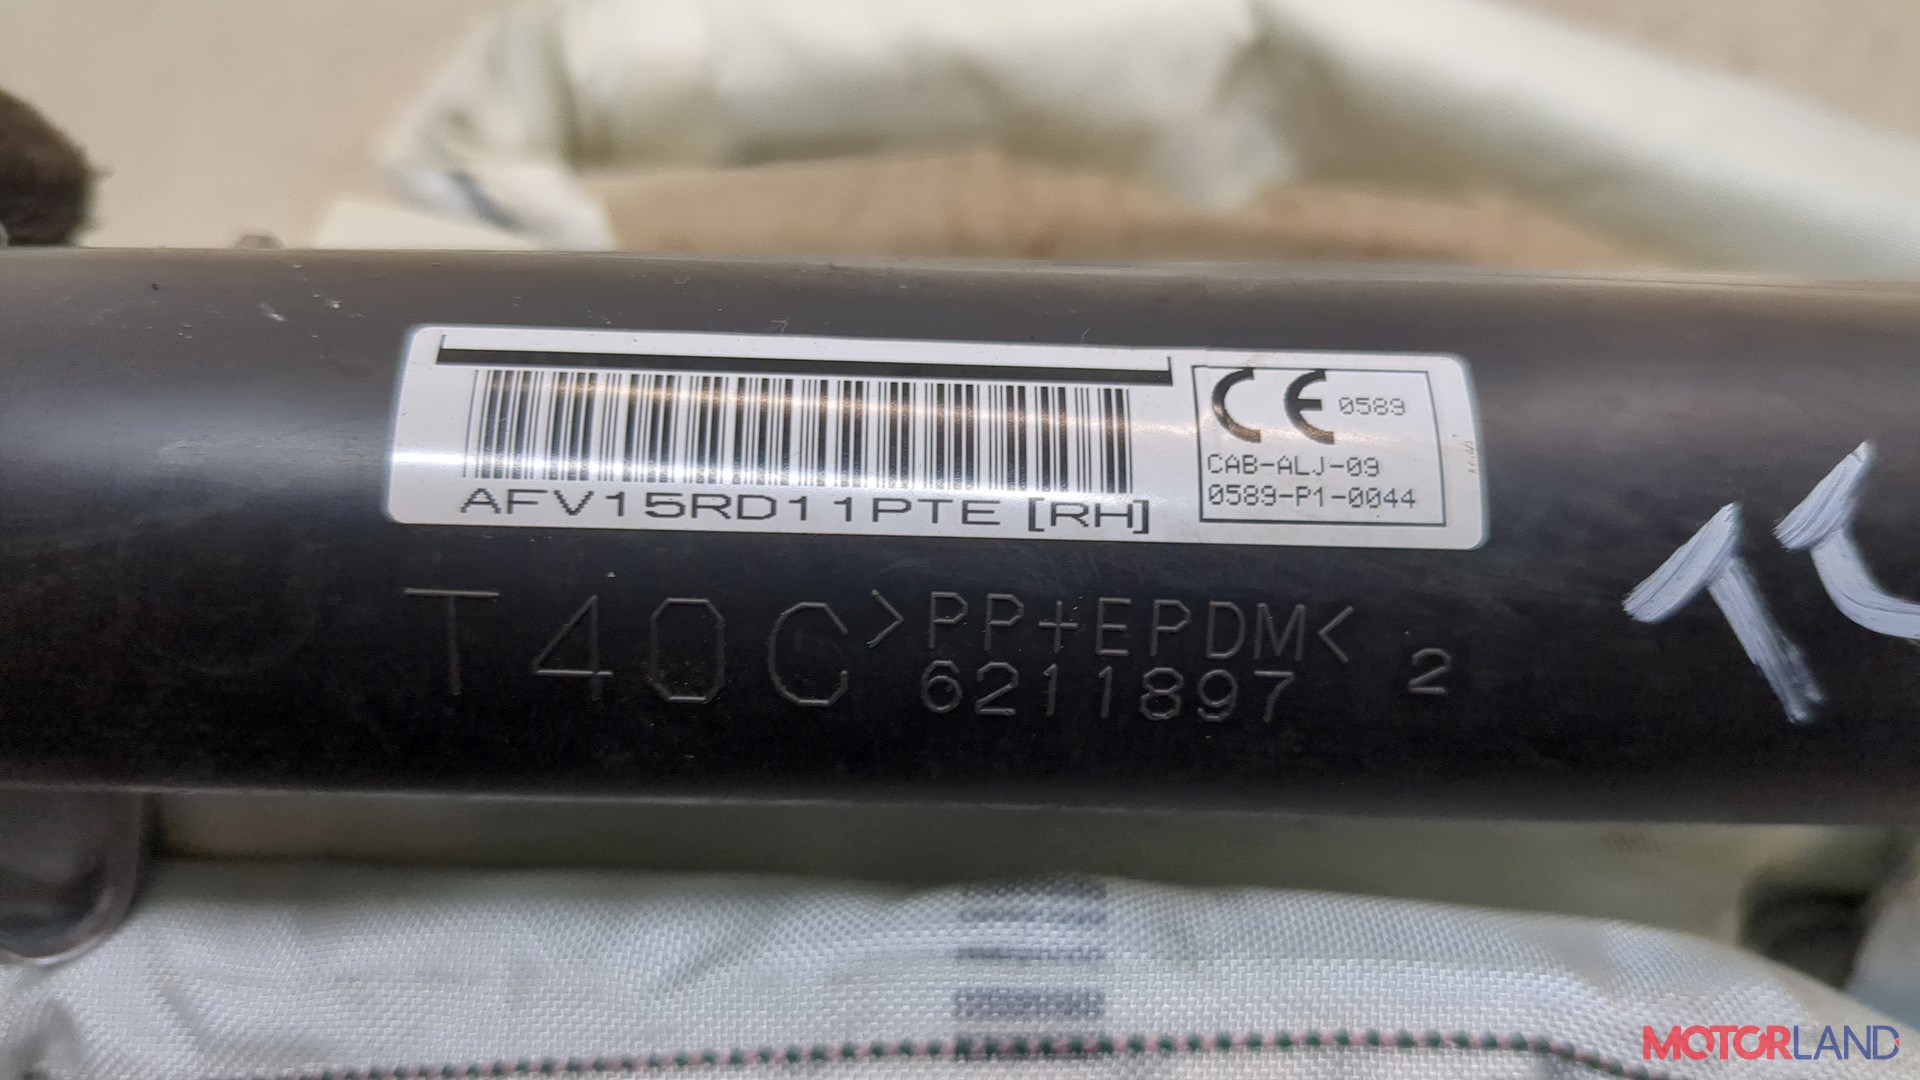 AFV15RD11PTE [RH]
CE 0589
CAB-ALJ-09
0589-P1-0044
T40C
>PP+EPDM<
6211897
2
MOTORLAND